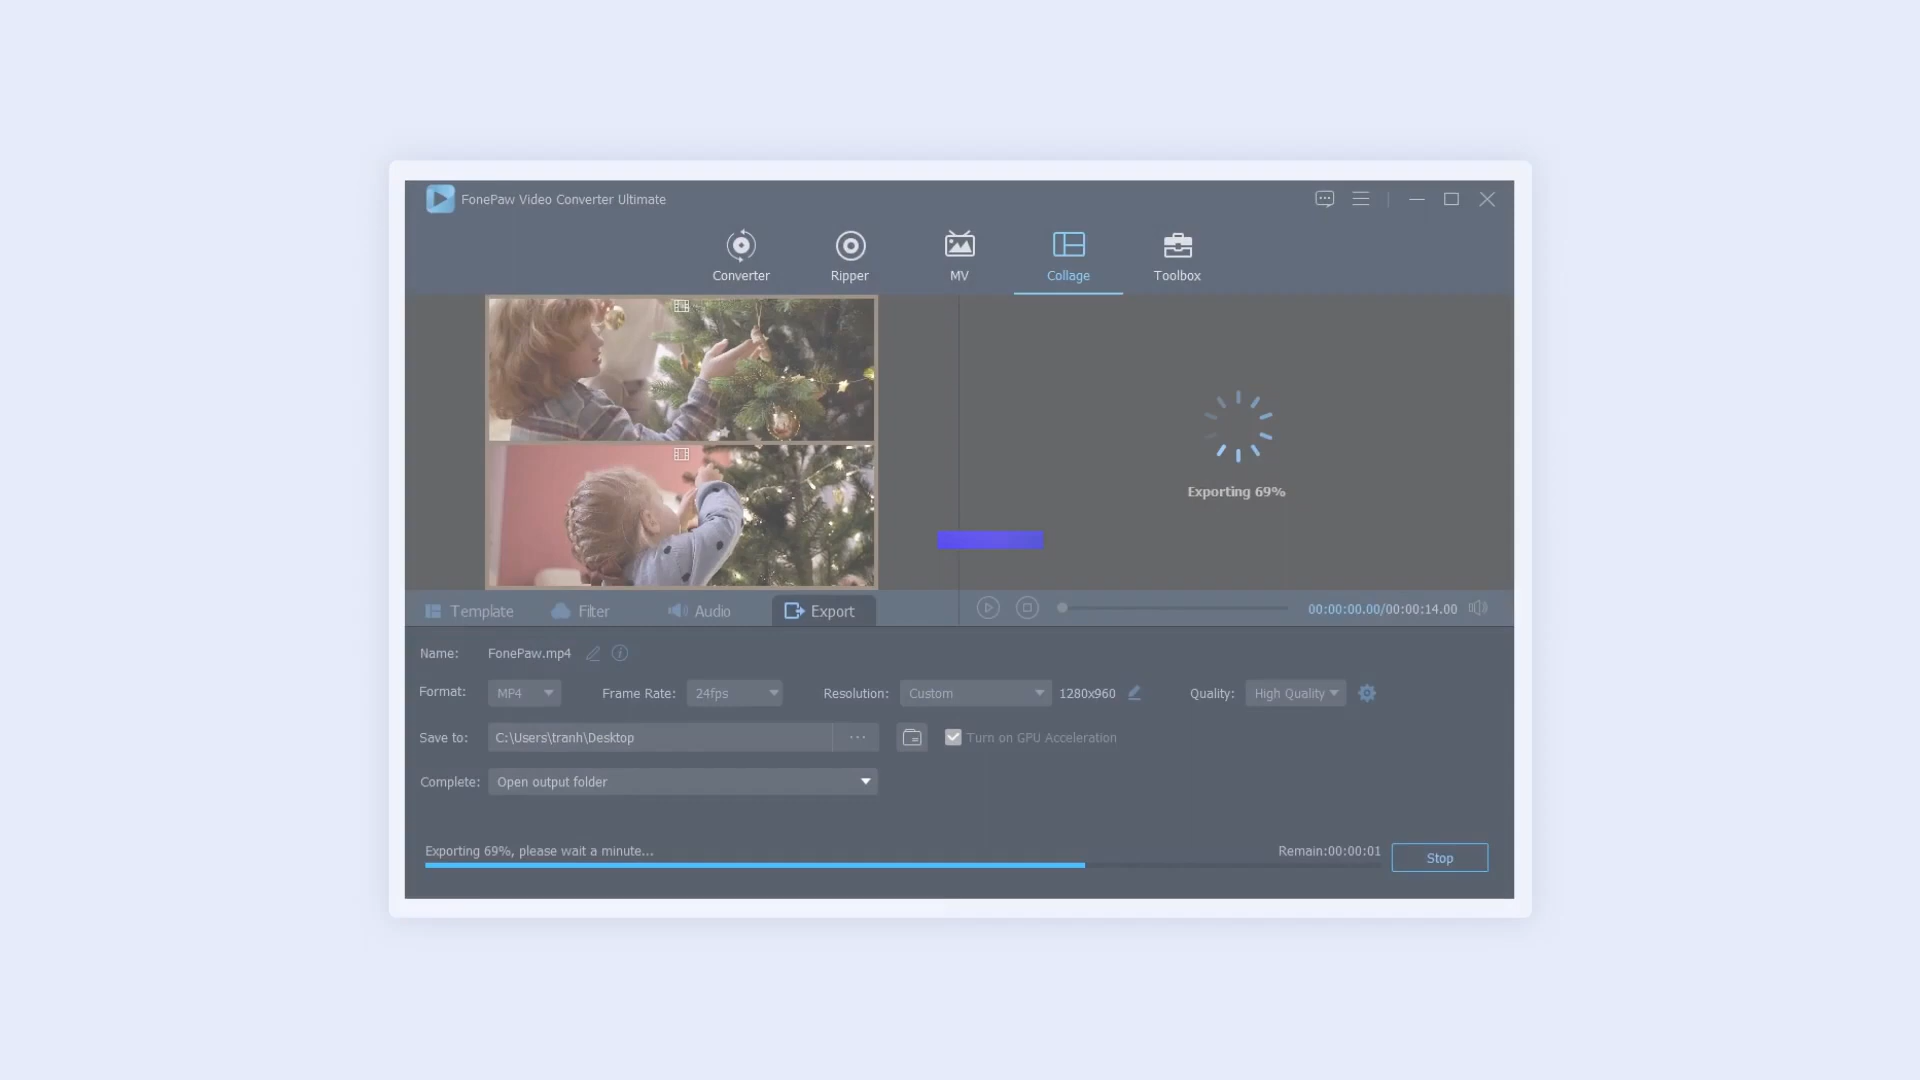 FonePaw Video Converter Ultimate
Converter
Ripper
MV
Collage
Toolbox
Exporting 69%
Template
Filter
Audio
Export
00:00:00.00/00:00:14.00
Name:
FonePaw.mp4
Format:
MP4
Frame Rate:
24fps
Resolution:
Custom
1280x960
Quality:
High Quality
Save to:
C:\Users\tranh\Desktop
...
Turn on GPU Acceleration
Complete:
Open output folder
Exporting 69%, please wait a minute...
Remain:00:00:01
Stop